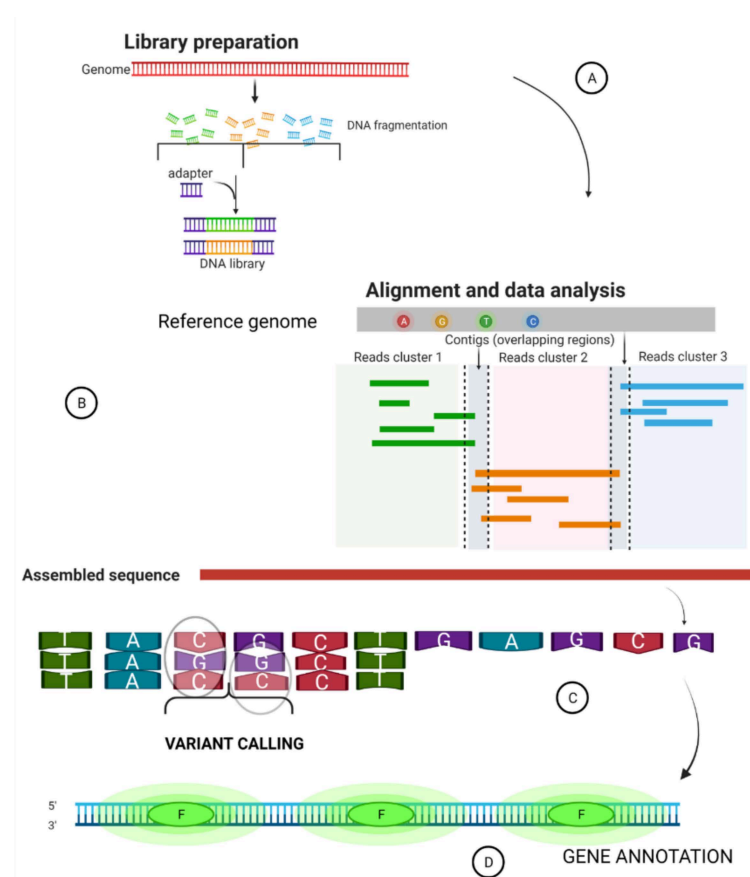 Library preparation
Genome
A
DNA fragmentation
adapter
DNA library
Alignment and data analysis
Reference genome
A G T C
Contigs (overlapping regions)
Reads cluster 1 Reads cluster 2 Reads cluster 3
B
Assembled sequence
T A C G C T G A G C G
T A G G C T
T A C C C T
C
VARIANT CALLING
5'
3'
F F F
D
GENE ANNOTATION